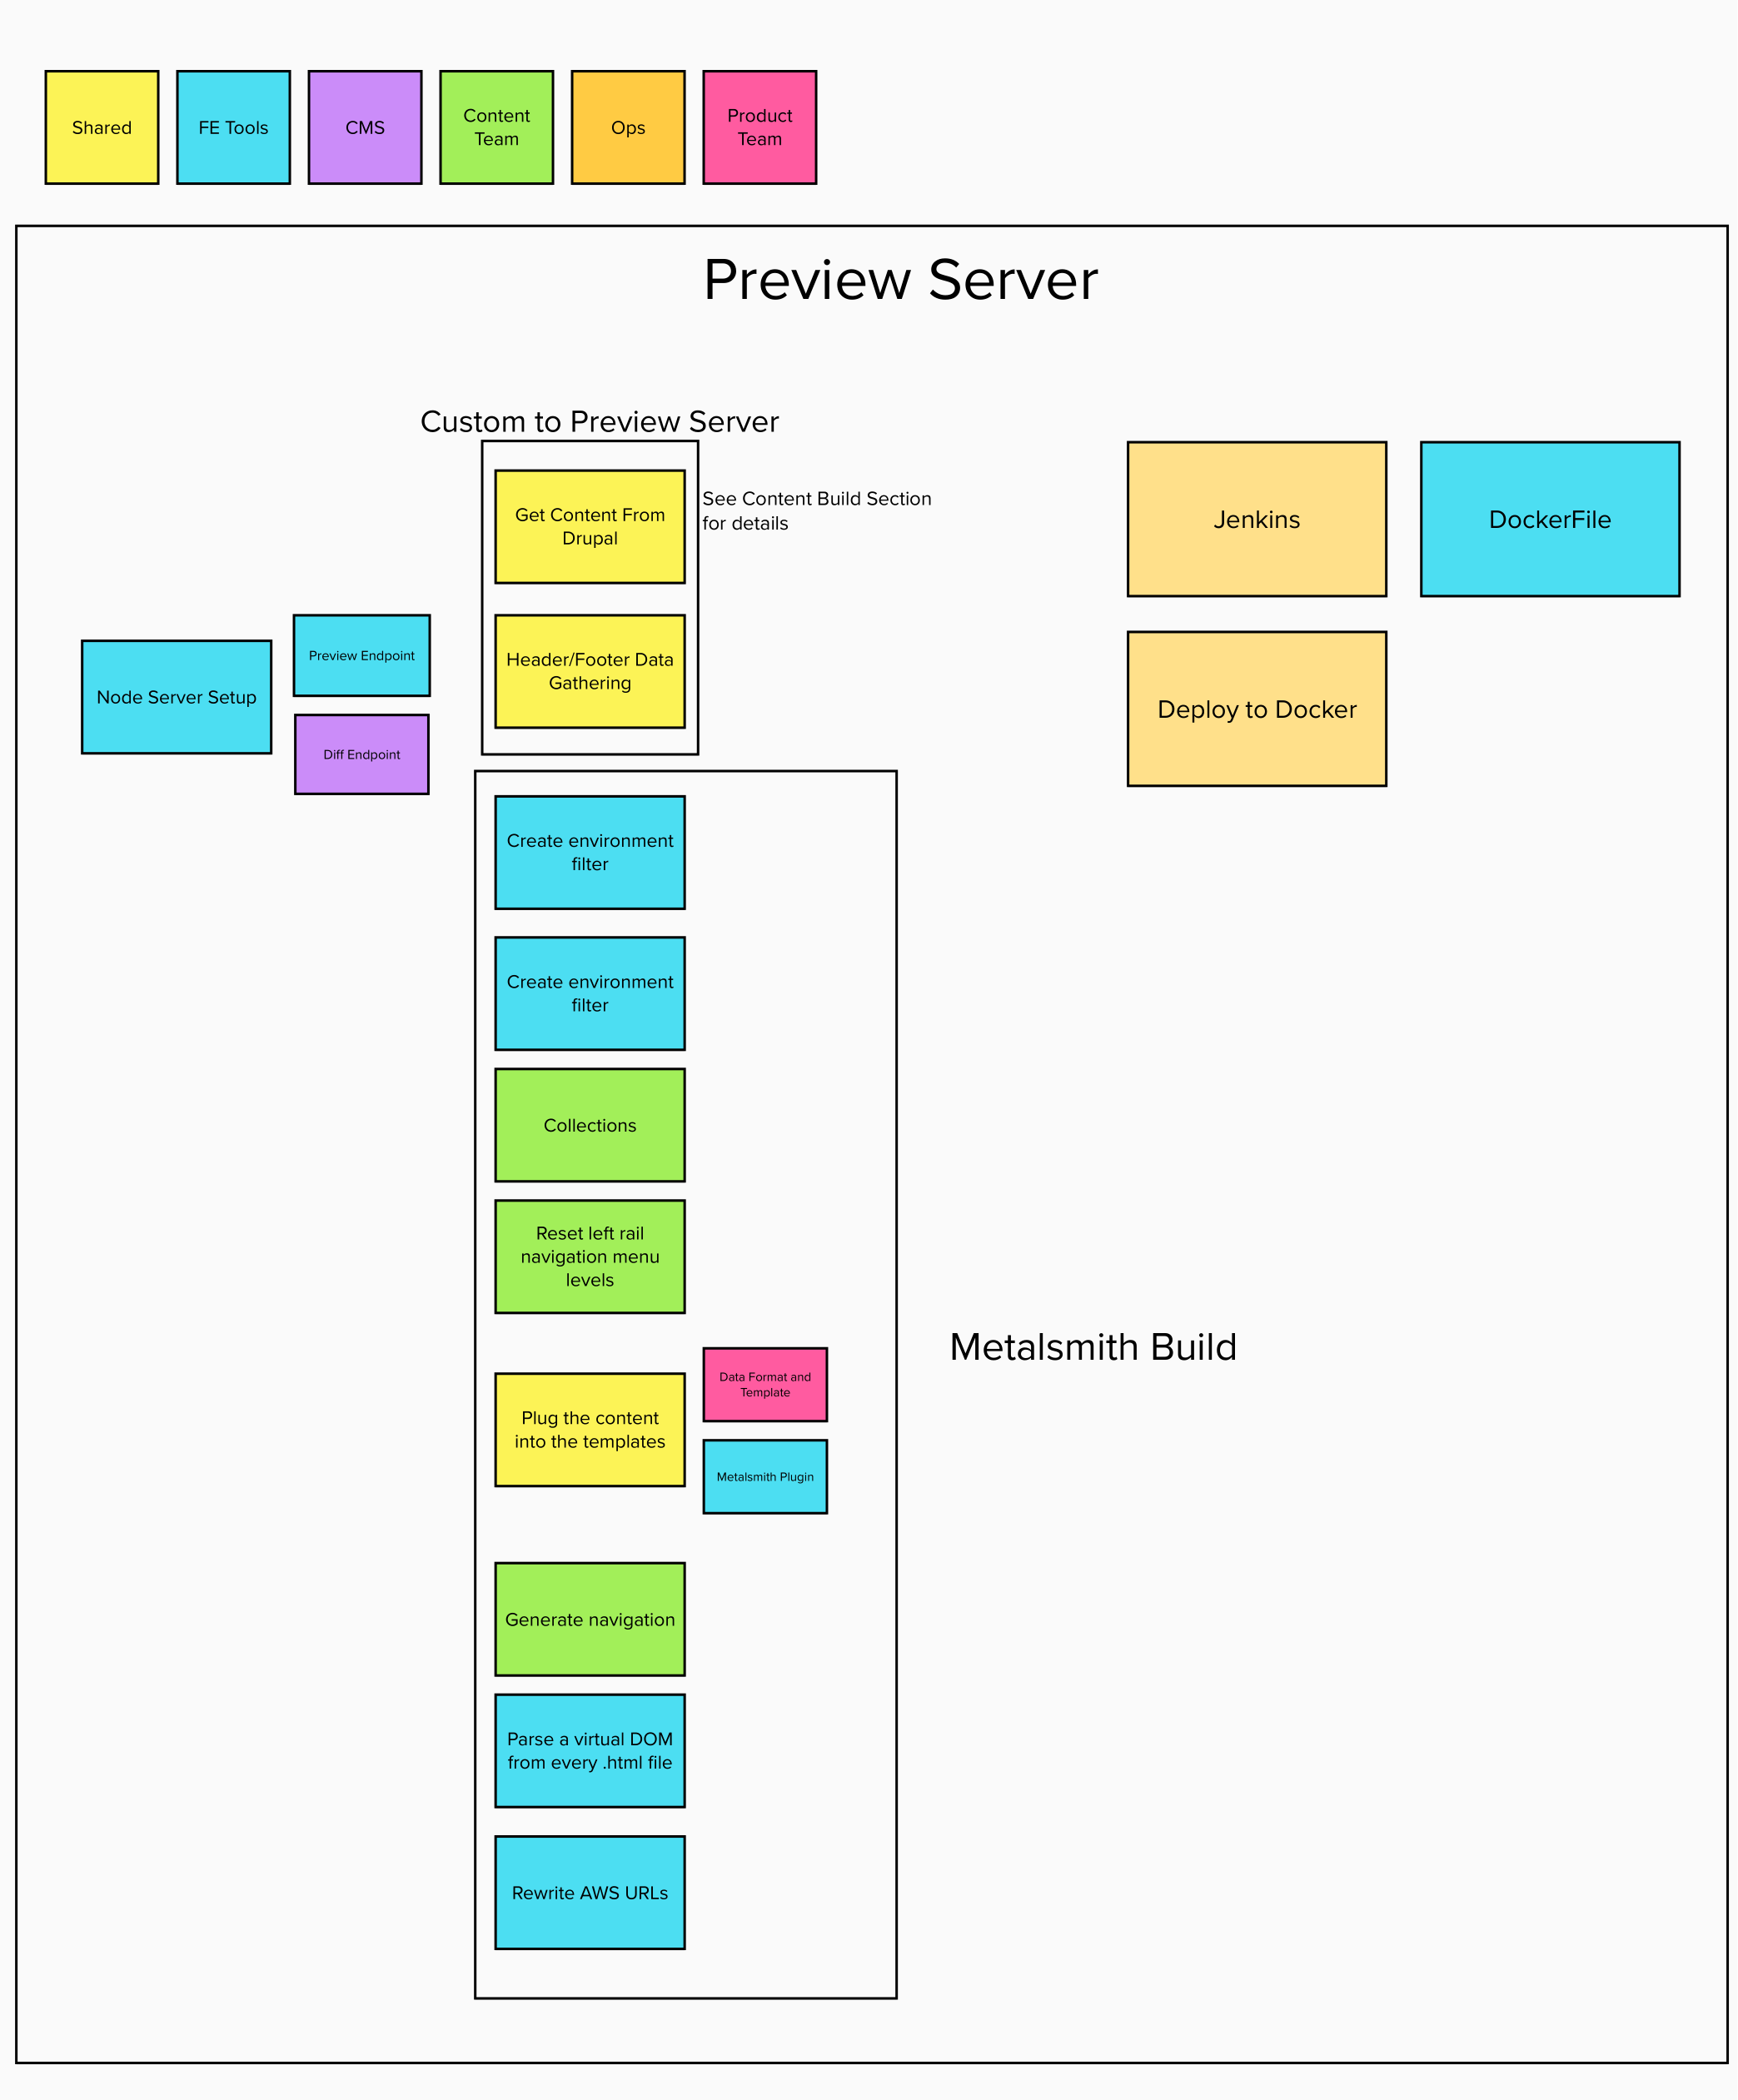 Shared
FE Tools
CMS
Content
Team
Ops
Product
Team
Preview Server
Custom to Preview Server
Get Content From
Drupal
See Content Build Section
for details
Header/Footer Data
Gathering
Jenkins
DockerFile
Deploy to Docker
Node Server Setup
Preview Endpoint
Diff Endpoint
Create environment
filter
Create environment
filter
Collections
Reset left rail
navigation menu
levels
Plug the content
into the templates
Data Format and
Template
Metalsmith Plugin
Metalsmith Build
Generate navigation
Parse a virtual DOM
from every .html file
Rewrite AWS URLs